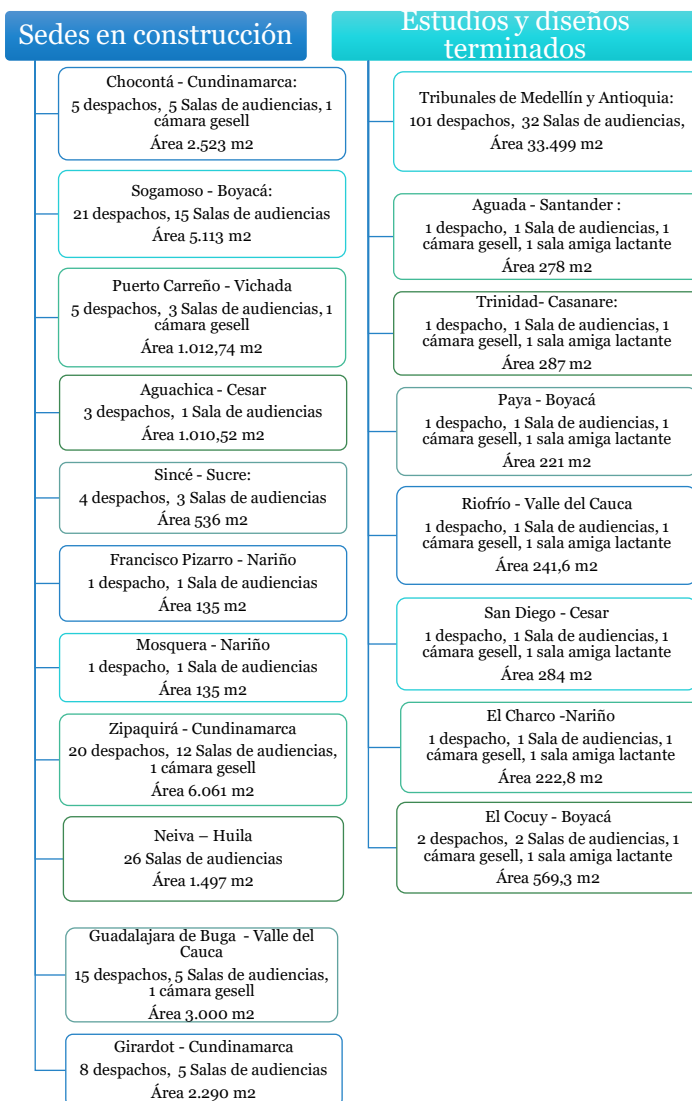 Sedes en construcción
Chocontá - Cundinamarca:
5 despachos, 5 Salas de audiencias, 1
cámara gesell
Área 2.523 m2
Sogamoso - Boyacá:
21 despachos, 15 Salas de audiencias
Área 5.113 m2
Puerto Carreño - Vichada
5 despachos, 3 Salas de audiencias, 1
cámara gesell
Área 1.012,74 m2
Aguachica - Cesar
3 despachos, 1 Sala de audiencias
Área 1.010,52 m2
Sincé - Sucre:
4 despachos, 3 Salas de audiencias
Área 536 m2
Francisco Pizarro - Nariño
1 despacho, 1 Sala de audiencias
Área 135 m2
Mosquera - Nariño
1 despacho, 1 Sala de audiencias
Área 135 m2
Zipaquirá - Cundinamarca
20 despachos, 12 Salas de audiencias,
1 cámara gesell
Área 6.061 m2
Neiva – Huila
26 Salas de audiencias
Área 1.497 m2
Guadalajara de Buga - Valle del
Cauca
15 despachos, 5 Salas de audiencias,
1 cámara gesell
Área 3.000 m2
Girardot - Cundinamarca
8 despachos, 5 Salas de audiencias
Área 2.290 m2
Estudios y diseños
terminados
Tribunales de Medellín y Antioquia:
101 despachos, 32 Salas de audiencias,
Área 33.499 m2
Aguada - Santander :
1 despacho, 1 Sala de audiencias, 1
cámara gesell, 1 sala amiga lactante
Área 278 m2
Trinidad- Casanare:
1 despacho, 1 Sala de audiencias, 1
cámara gesell, 1 sala amiga lactante
Área 287 m2
Paya - Boyacá
1 despacho, 1 Sala de audiencias, 1
cámara gesell, 1 sala amiga lactante
Área 221 m2
Riofrío - Valle del Cauca
1 despacho, 1 Sala de audiencias, 1
cámara gesell, 1 sala amiga lactante
Área 241,6 m2
San Diego - Cesar
1 despacho, 1 Sala de audiencias, 1
cámara gesell, 1 sala amiga lactante
Área 284 m2
El Charco -Nariño
1 despacho, 1 Sala de audiencias, 1
cámara gesell, 1 sala amiga lactante
Área 222,8 m2
El Cocuy - Boyacá
2 despachos, 2 Salas de audiencias, 1
cámara gesell, 1 sala amiga lactante
Área 569,3 m2